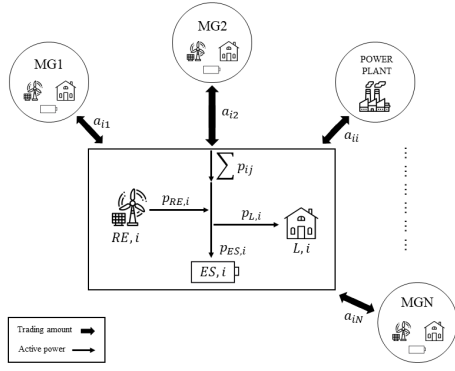 MG1
MG2
POWER
PLANT
a_{i1}
a_{i2}
a_{ii}
∑ p_{ij}
p_{RE,i}
p_{L,i}
RE, i
L, i
p_{ES,i}
ES, i
a_{iN}
MGN
Trading amount
Active power